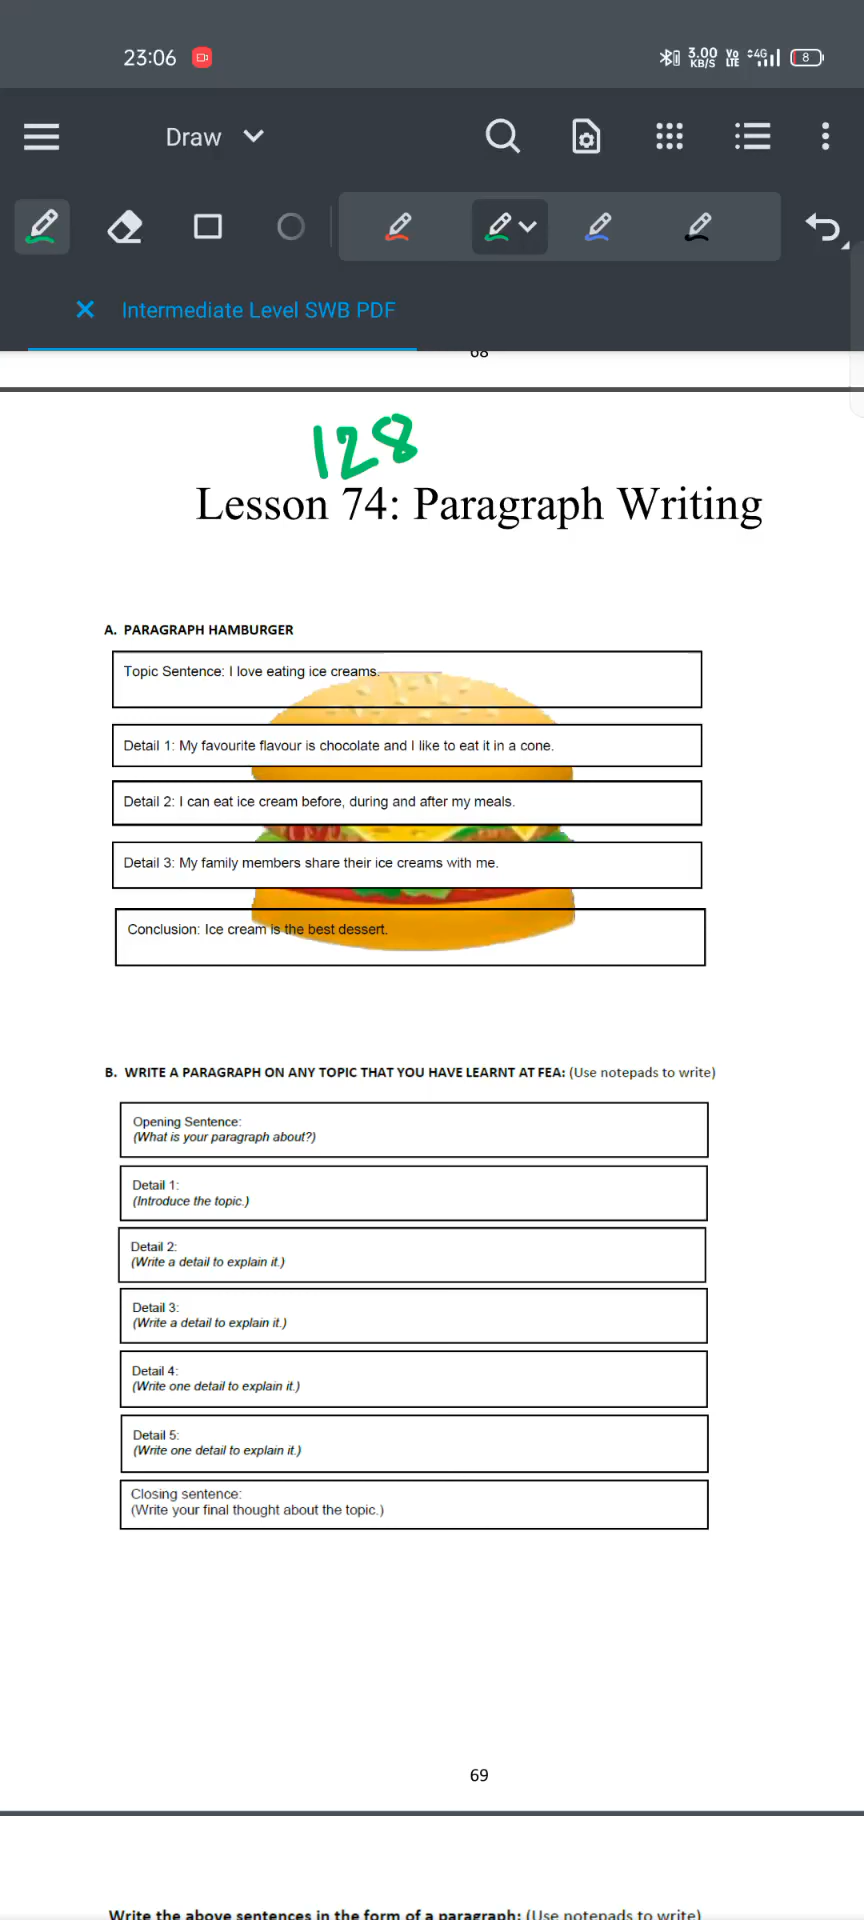 23:06
3.00 KB/S Vo LTE 4G 8
Draw
Intermediate Level SWB PDF
68
128
Lesson 74: Paragraph Writing
A. PARAGRAPH HAMBURGER
Topic Sentence: I love eating ice creams.
Detail 1: My favourite flavour is chocolate and I like to eat it in a cone.
Detail 2: I can eat ice cream before, during and after my meals.
Detail 3: My family members share their ice creams with me.
Conclusion: Ice cream is the best dessert.
B. WRITE A PARAGRAPH ON ANY TOPIC THAT YOU HAVE LEARNT AT FEA: (Use notepads to write)
Opening Sentence:
(What is your paragraph about?)
Detail 1:
(Introduce the topic.)
Detail 2:
(Write a detail to explain it.)
Detail 3:
(Write a detail to explain it.)
Detail 4:
(Write one detail to explain it.)
Detail 5:
(Write one detail to explain it.)
Closing sentence:
(Write your final thought about the topic.)
69
Write the above sentences in the form of a paragraph: (Use notepads to write)